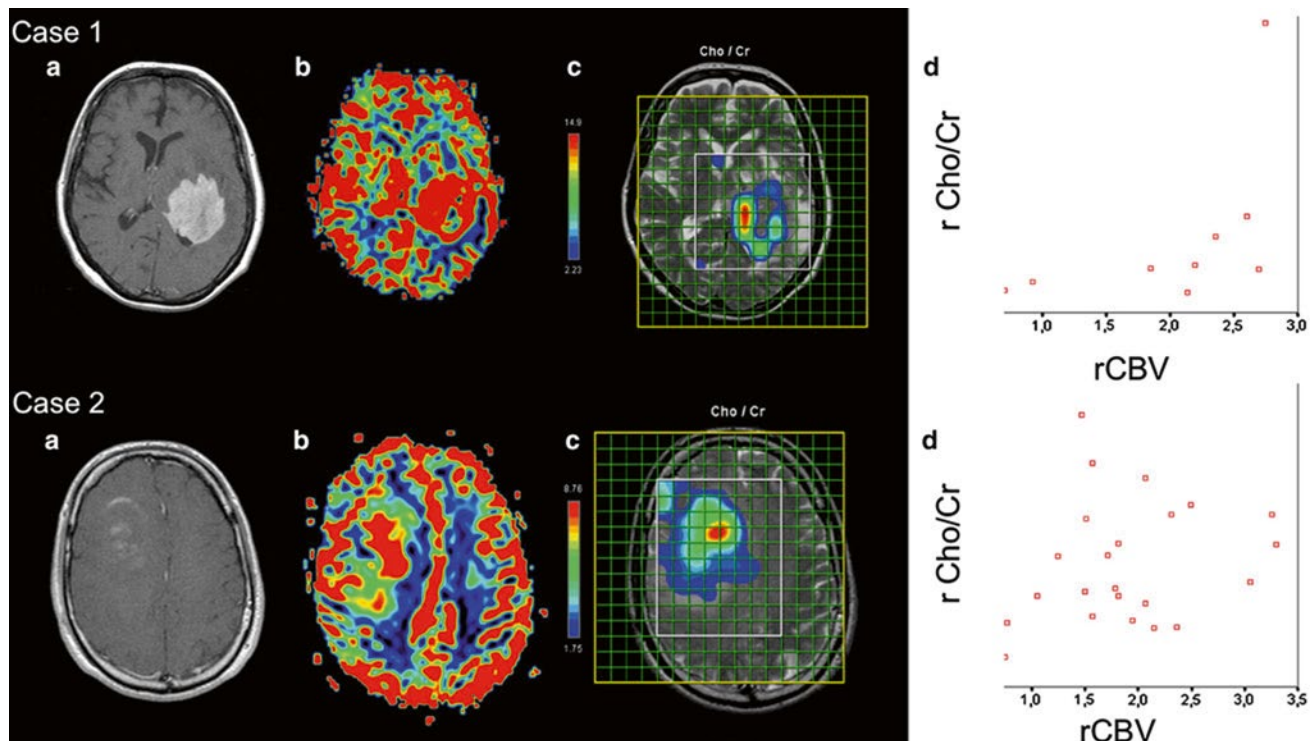 Case 1
a
b
c
d
Cho / Cr
14.9
2.23
r Cho/Cr
1,0 1,5 2,0 2,5 3,0
rCBV
Case 2
a
b
c
d
Cho / Cr
8.76
1.75
r Cho/Cr
1,0 1,5 2,0 2,5 3,0 3,5
rCBV